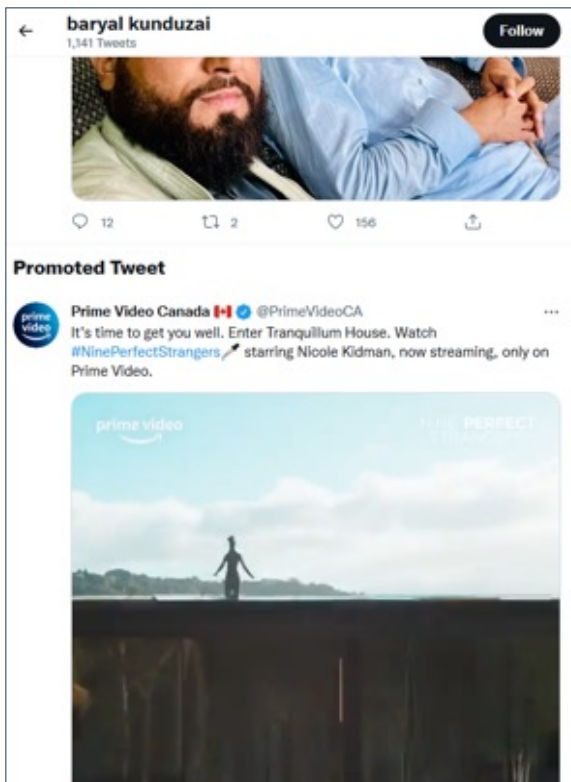 baryal kunduzai
Follow
1,141 Tweets
12 2 156
Promoted Tweet
prime video
Prime Video Canada 🇨🇦 @PrimeVideoCA
It's time to get you well. Enter Tranquillum House. Watch
#NinePerfectStrangers starring Nicole Kidman, now streaming, only on
Prime Video.
prime video
NINE PERFECT
STRANGERS